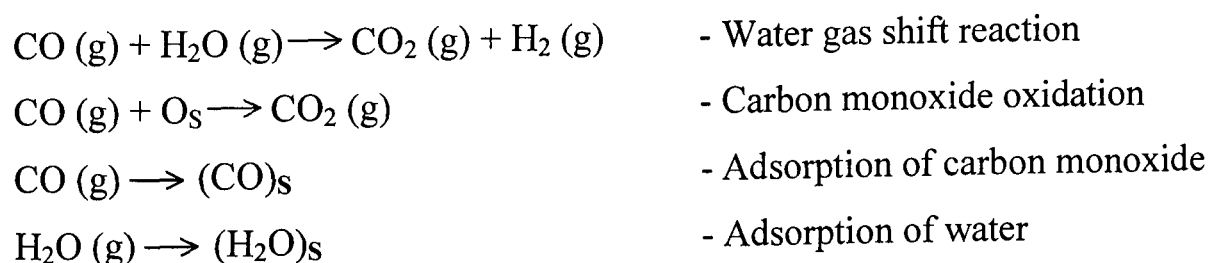 CO (g) + H₂O (g) ⟶ CO₂ (g) + H₂ (g) - Water gas shift reaction
CO (g) + Oₛ ⟶ CO₂ (g) - Carbon monoxide oxidation
CO (g) ⟶ (CO)s - Adsorption of carbon monoxide
H₂O (g) ⟶ (H₂O)s - Adsorption of water